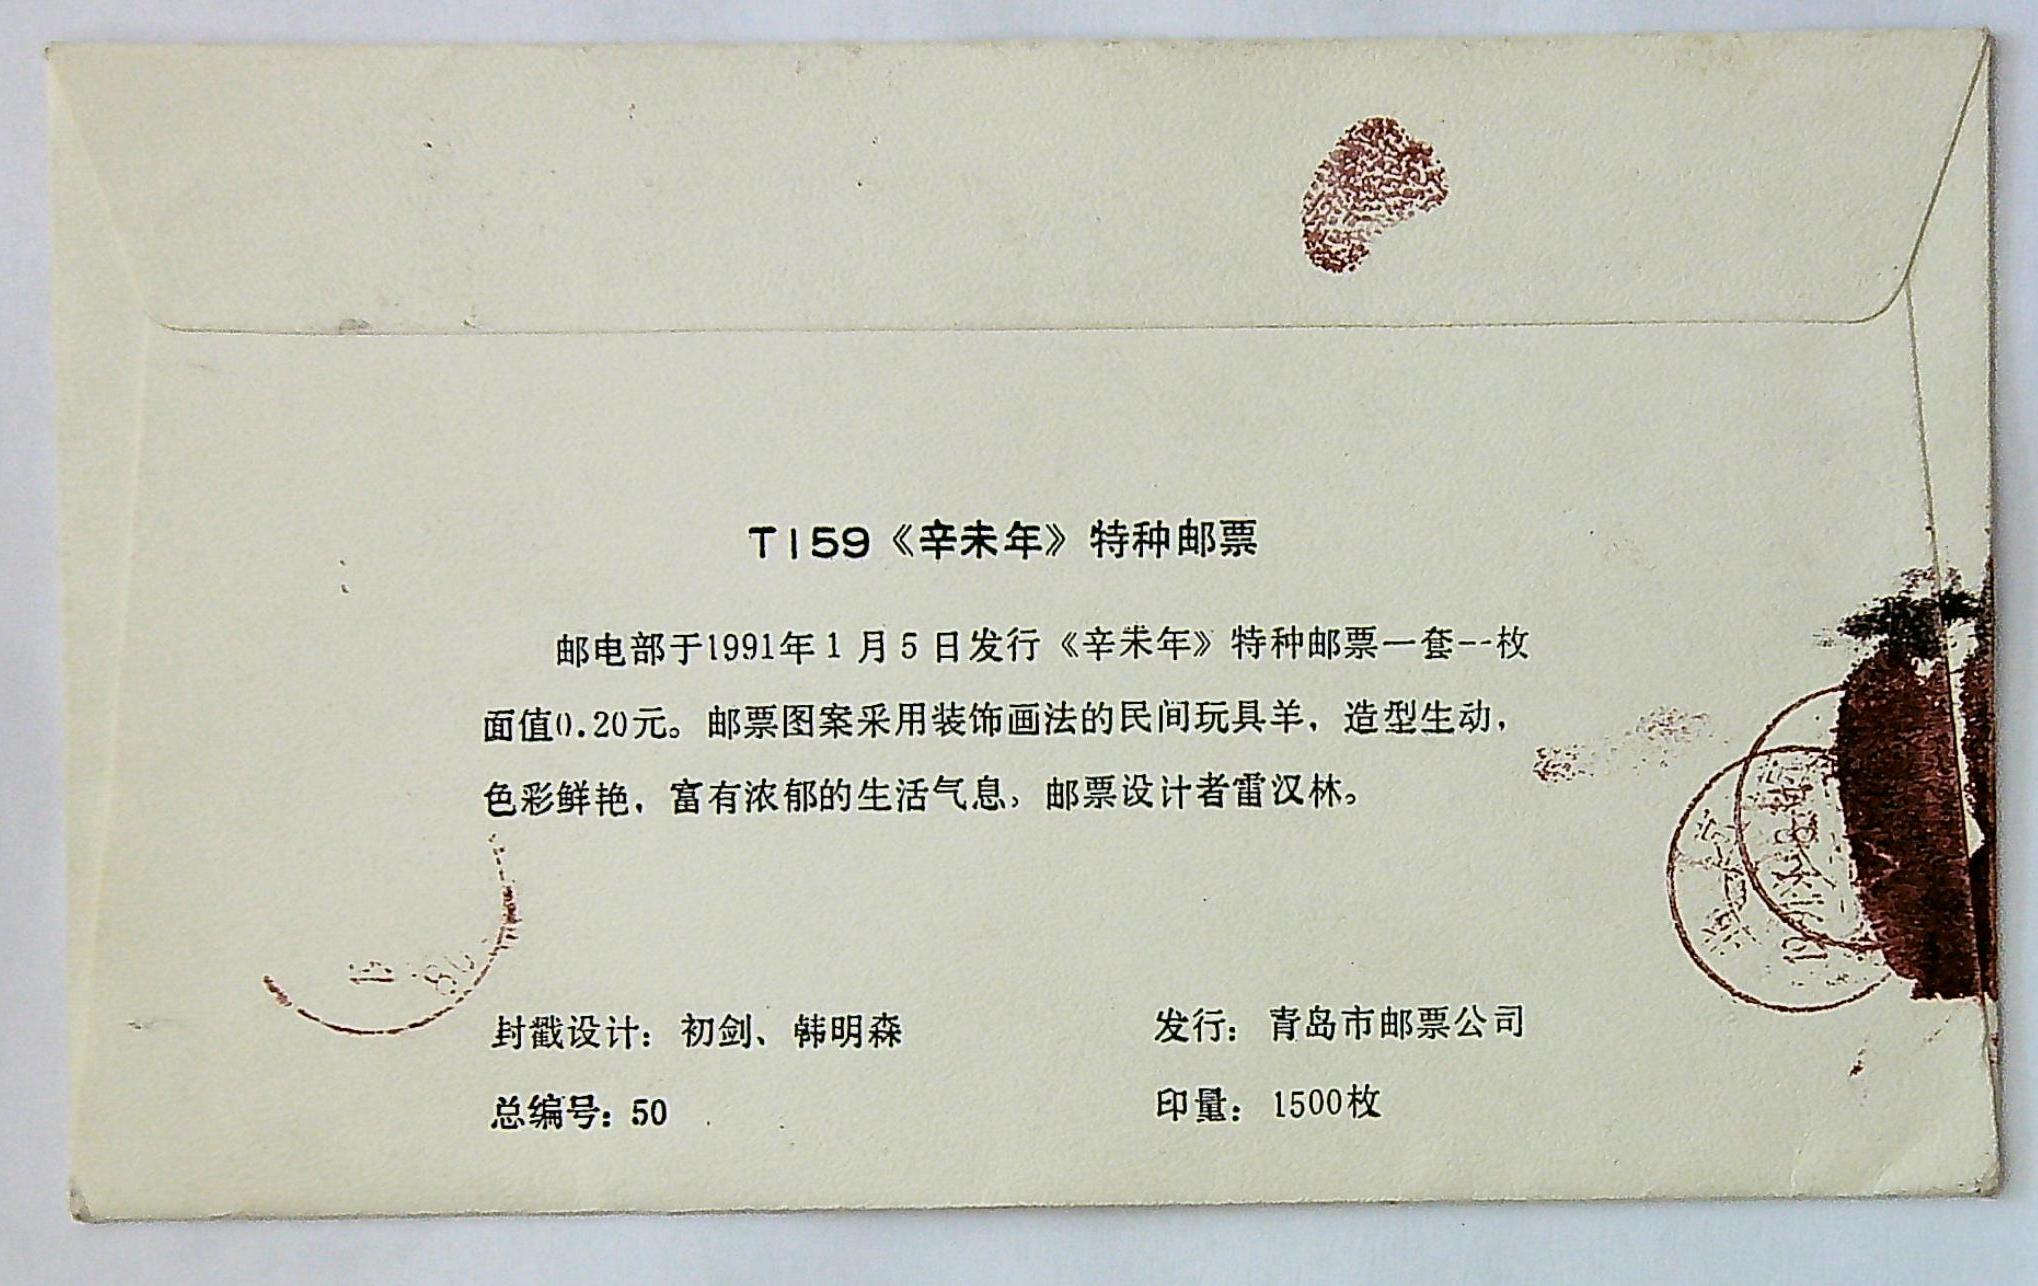 T159《辛未年》特种邮票
邮电部于1991年1月5日发行《辛未年》特种邮票一套一枚
面值0.20元。邮票图案采用装饰画法的民间玩具羊，造型生动，
色彩鲜艳，富有浓郁的生活气息，邮票设计者雷汉林。
封戳设计：初剑、韩明森
发行：青岛市邮票公司
总编号：50
印量：1500枚